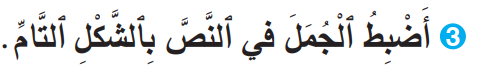 3 أَضْبِطُ ٱلْجُمَلَ في ٱلنَّصَّ بِٱلشَّكْلِ ٱلتَّامِّ.